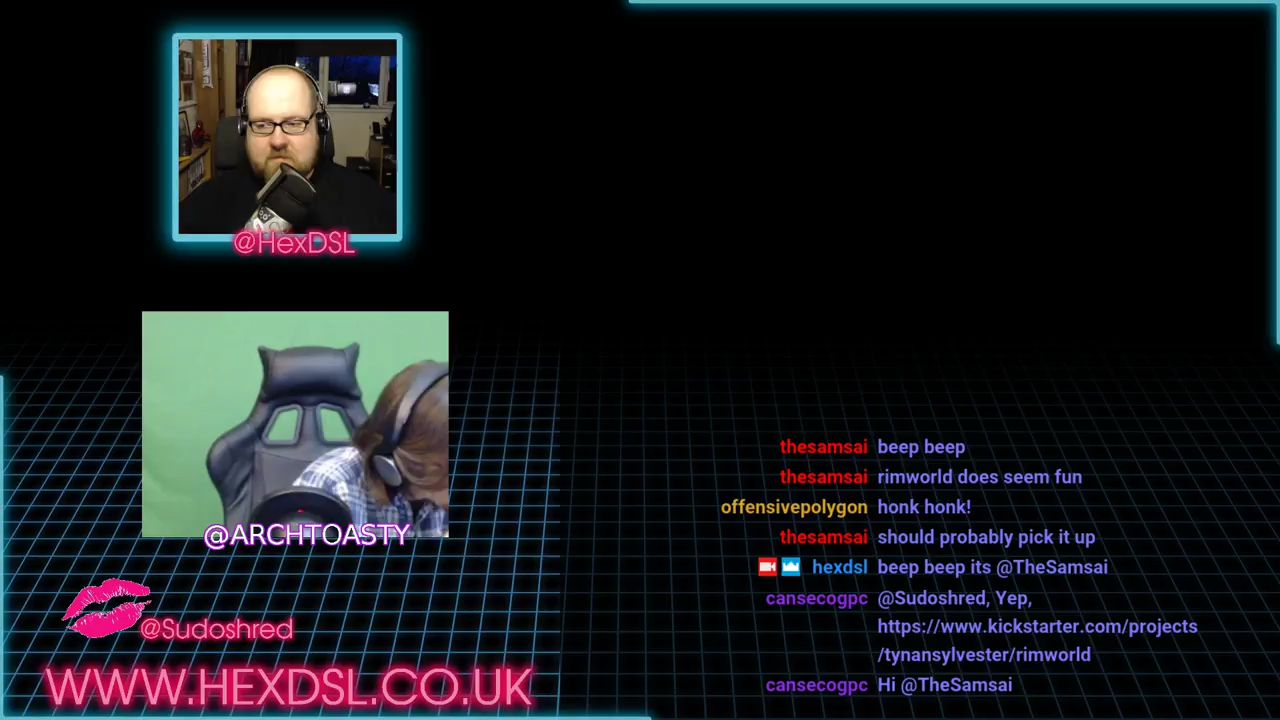 @HexDSL
@ARCHTOASTY
@Sudoshred
WWW.HEXDSL.CO.UK
thesamsai beep beep
thesamsai rimworld does seem fun
offensivepolygon honk honk!
thesamsai should probably pick it up
hexdsl beep beep its @TheSamsai
cansecogpc @Sudoshred, Yep,
https://www.kickstarter.com/projects
/tynansylvester/rimworld
cansecogpc Hi @TheSamsai